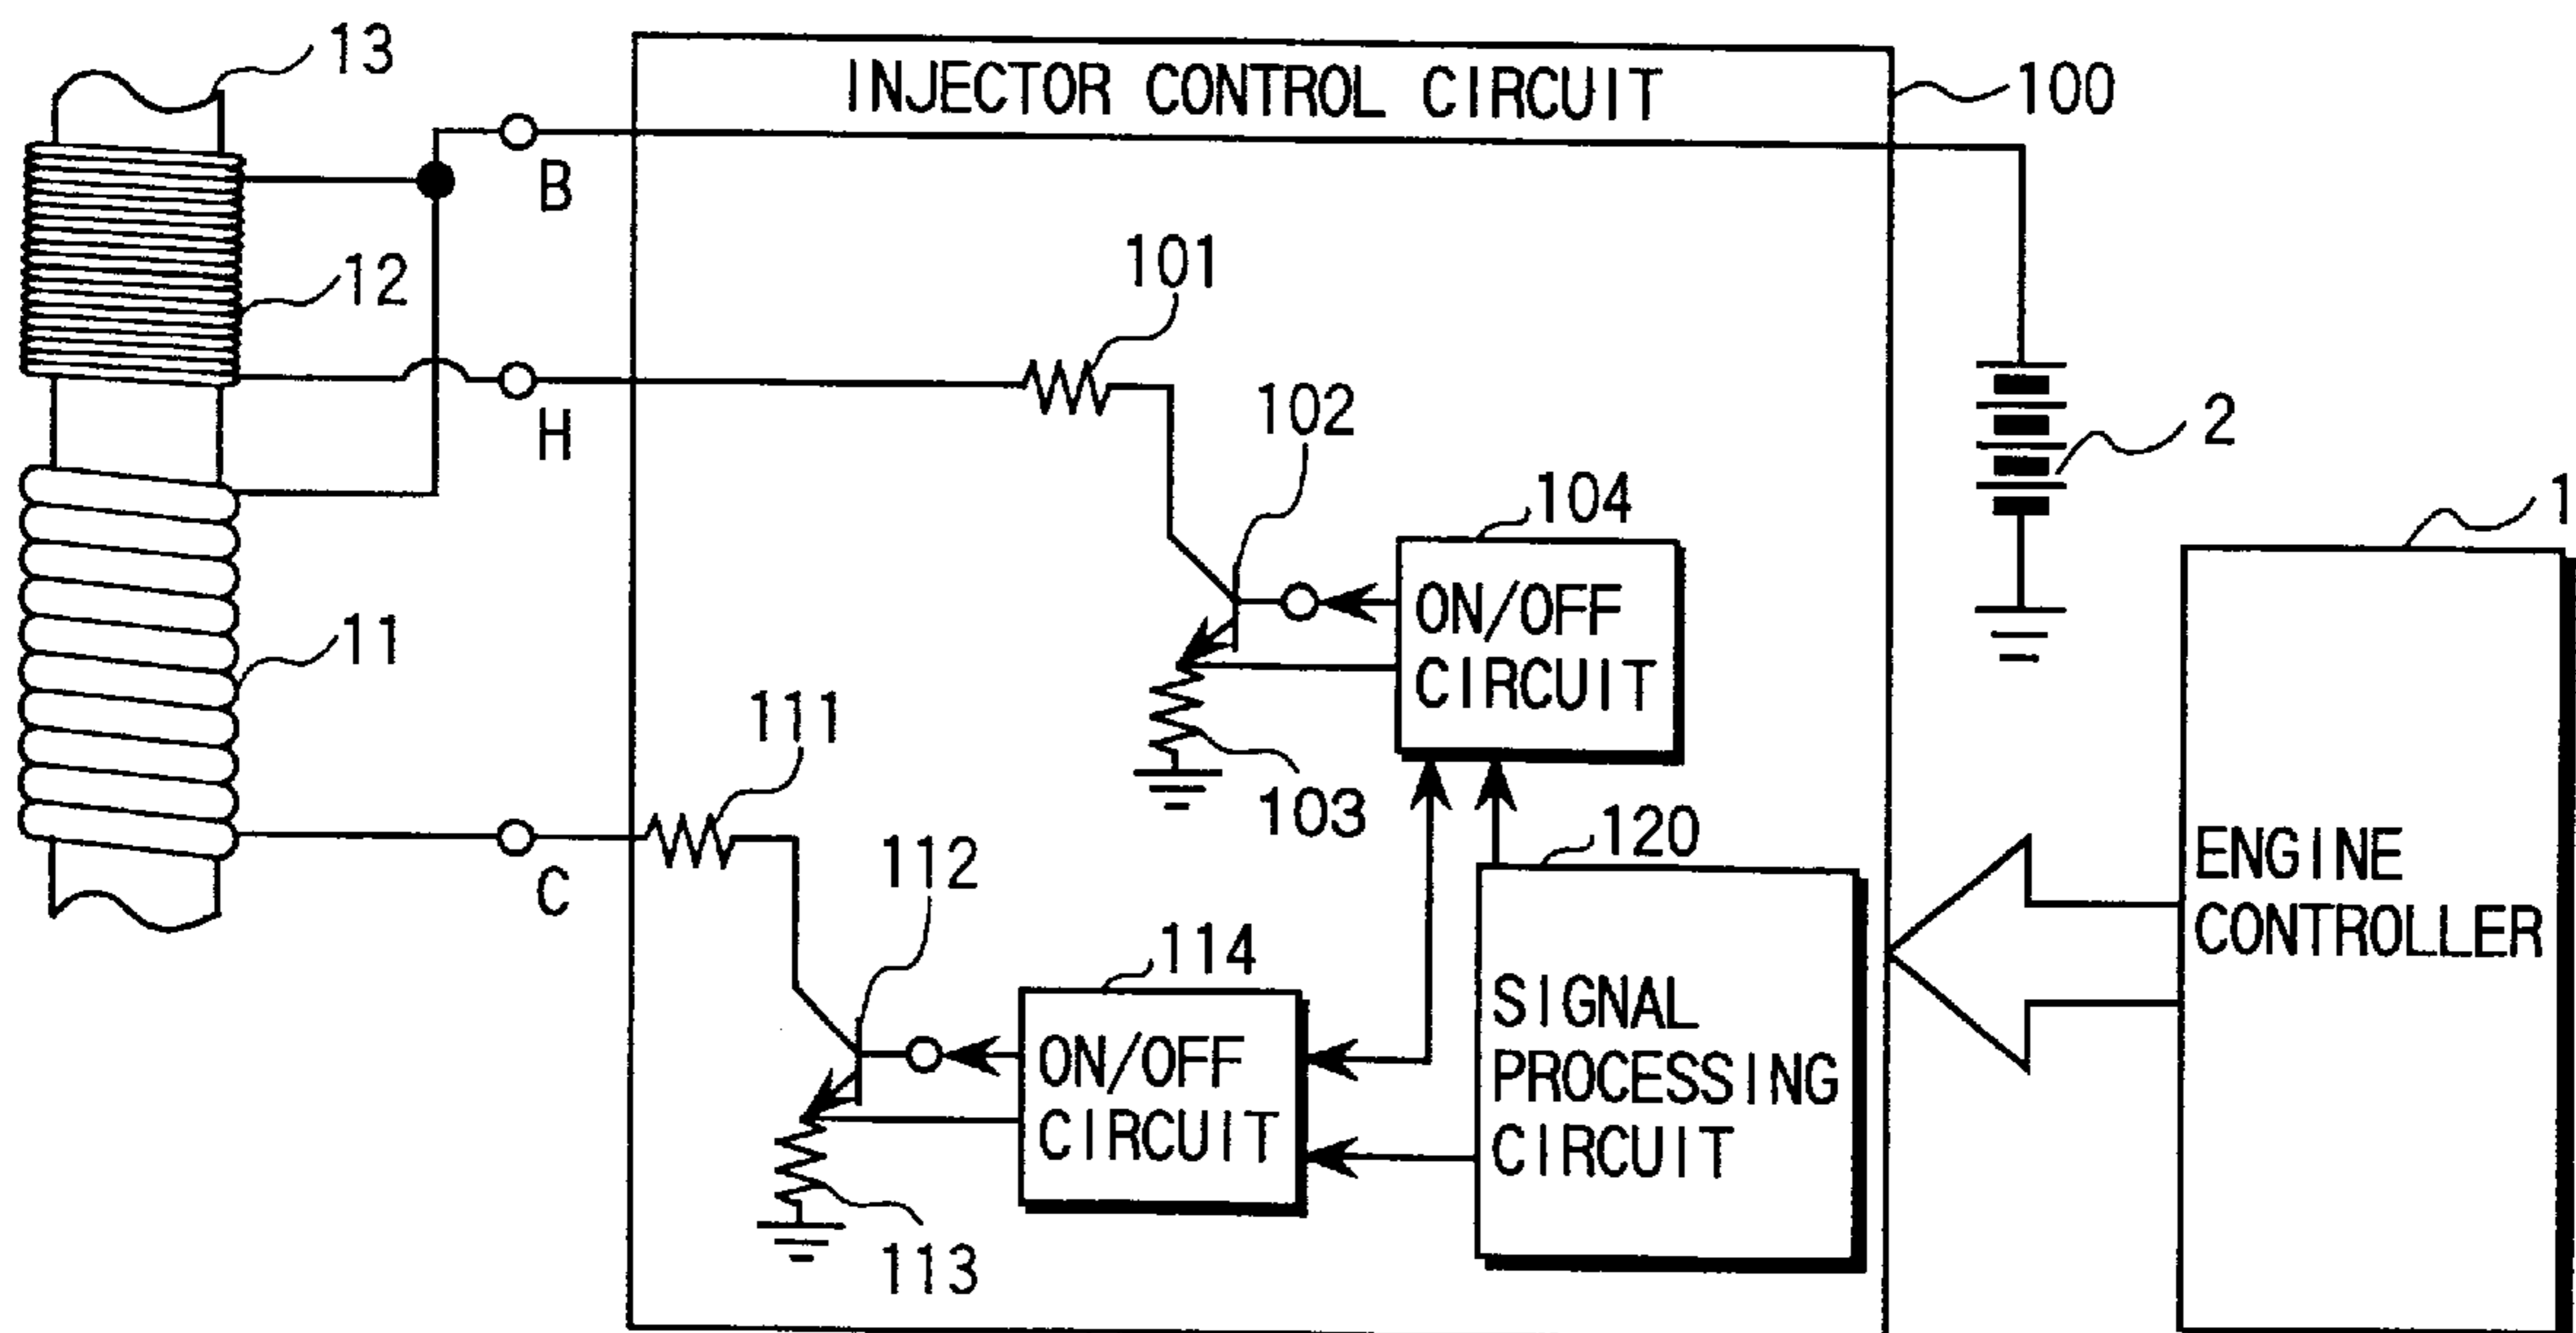 13
INJECTOR CONTROL CIRCUIT
100
B
12
101
H
102
2
104
1
ON/OFF
CIRCUIT
11
111
103
120
ENGINE
CONTROLLER
C
112
114
SIGNAL
PROCESSING
CIRCUIT
ON/OFF
CIRCUIT
113